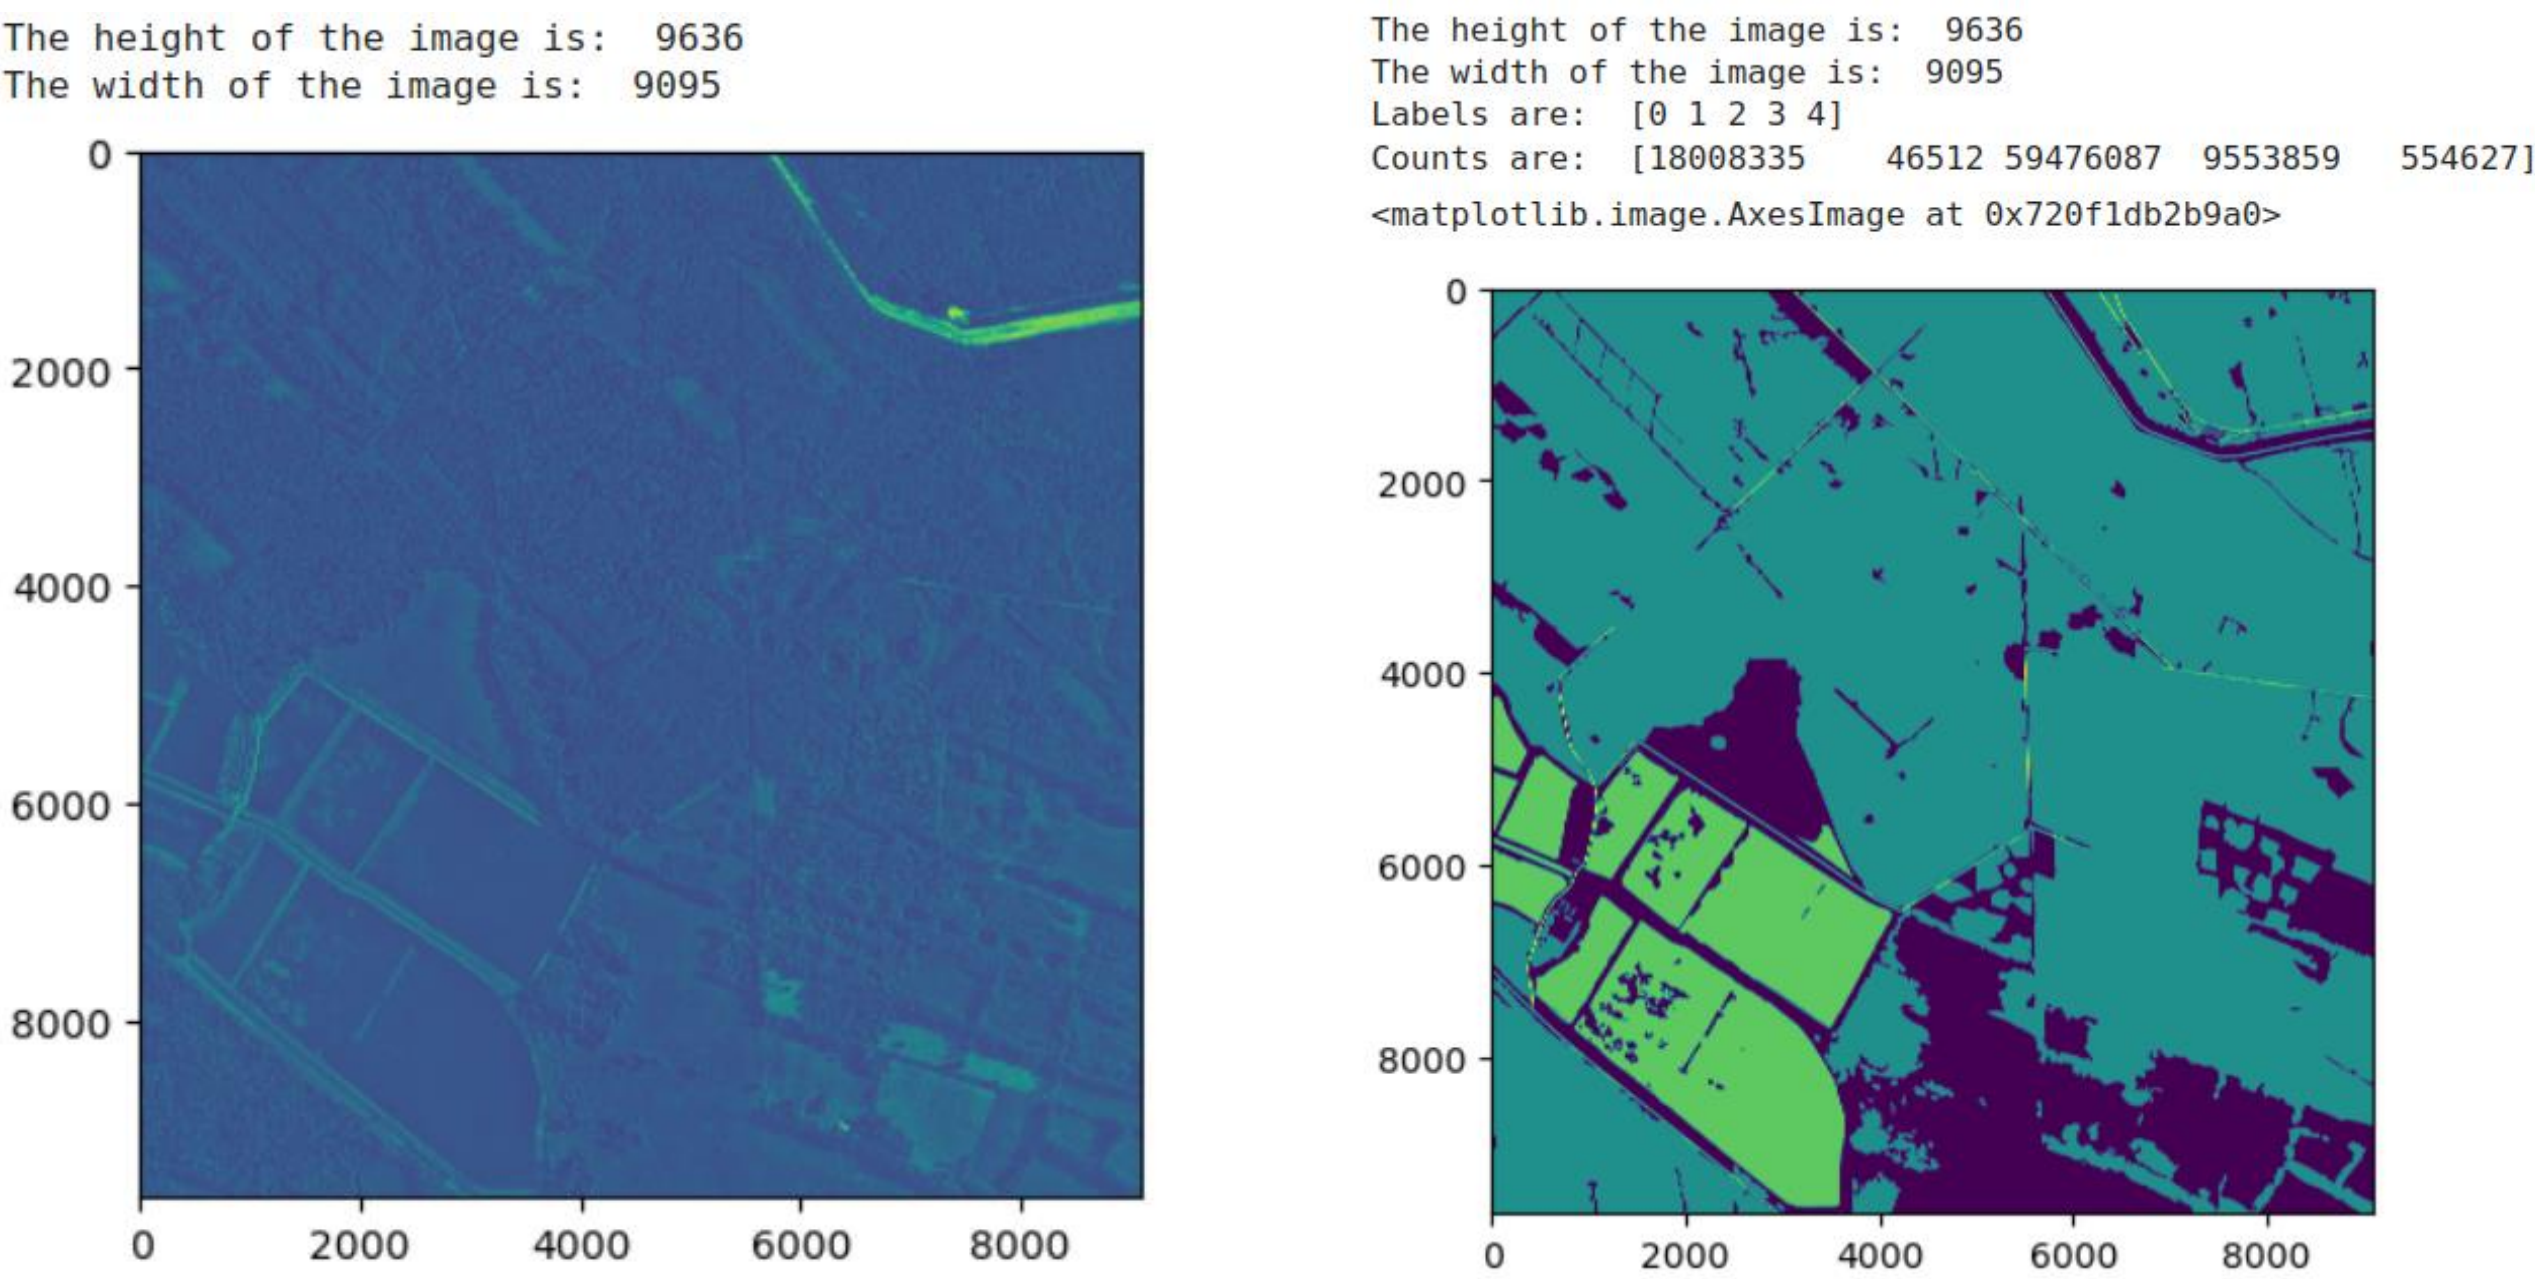 The height of the image is:  9636
The width of the image is:  9095
0
2000
4000
6000
8000
0 2000 4000 6000 8000
The height of the image is:  9636
The width of the image is:  9095
Labels are:  [0 1 2 3 4]
Counts are:  [18008335    46512 59476087  9553859   554627]
<matplotlib.image.AxesImage at 0x720f1db2b9a0>
0
2000
4000
6000
8000
0 2000 4000 6000 8000